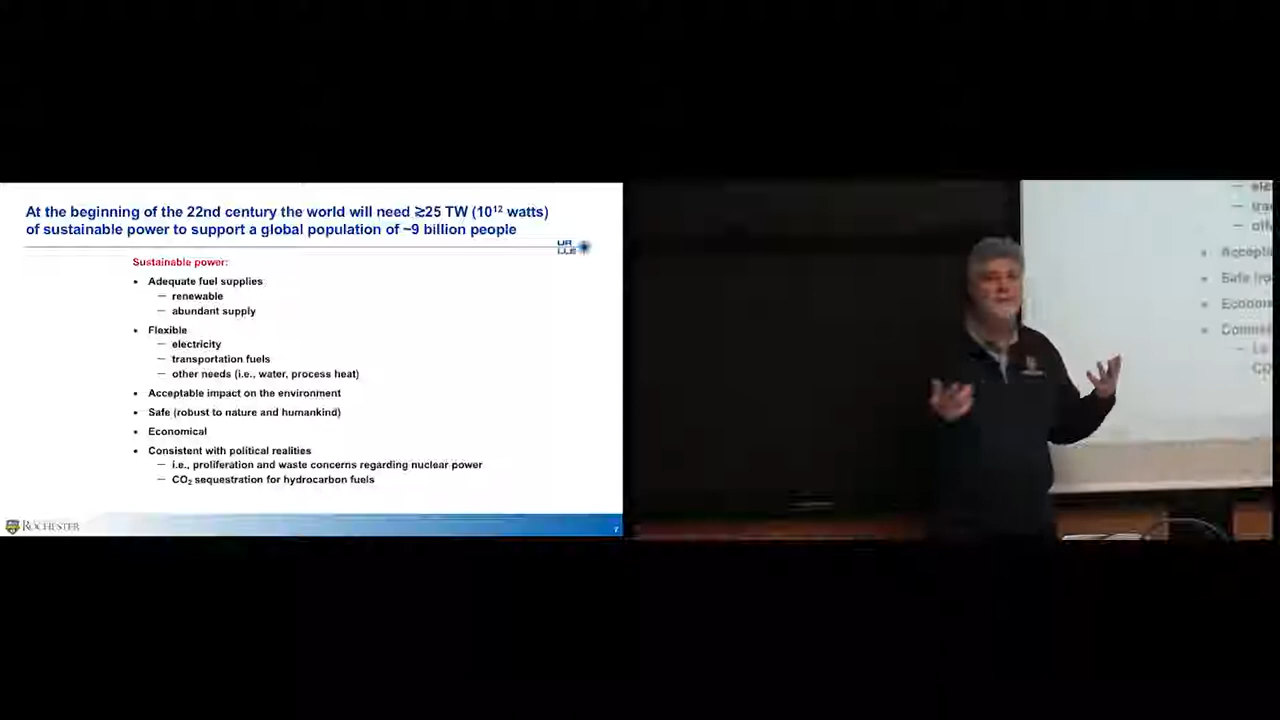 At the beginning of the 22nd century the world will need ≳25 TW (10¹² watts)
of sustainable power to support a global population of ~9 billion people
UR
LLE
Sustainable power:
• Adequate fuel supplies
— renewable
— abundant supply
• Flexible
— electricity
— transportation fuels
— other needs (i.e., water, process heat)
• Acceptable impact on the environment
• Safe (robust to nature and humankind)
• Economical
• Consistent with political realities
— i.e., proliferation and waste concerns regarding nuclear power
— CO₂ sequestration for hydrocarbon fuels
ROCHESTER
7